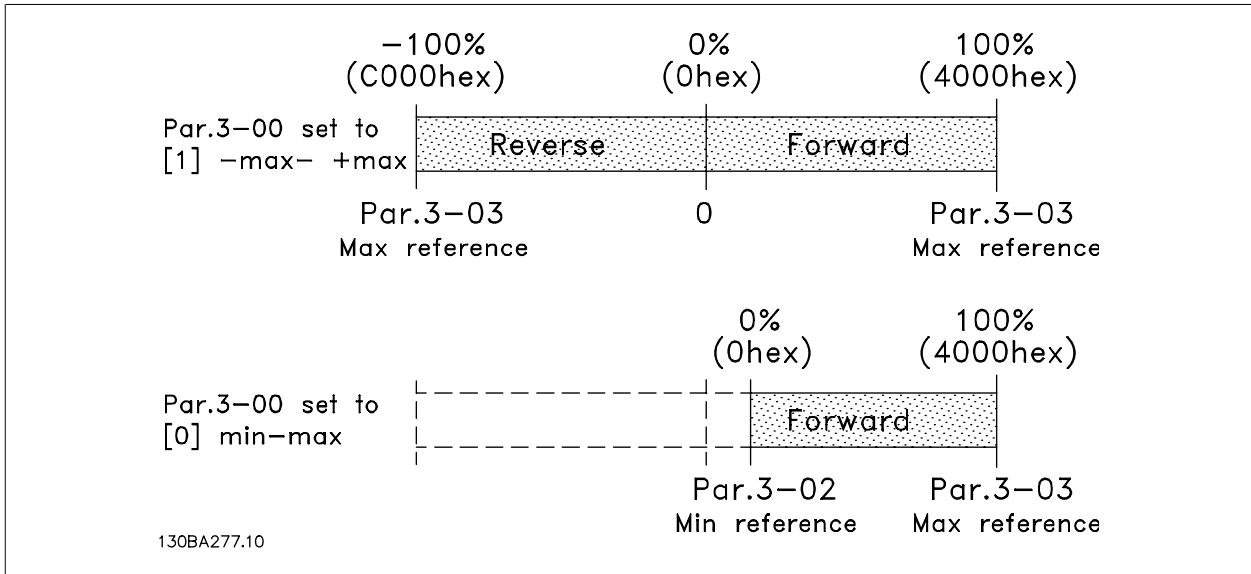 -100% 0% 100%
(C000hex) (0hex) (4000hex)
Par.3-00 set to
[1] -max- +max
Reverse Forward
Par.3-03 0 Par.3-03
Max reference Max reference
0% 100%
(0hex) (4000hex)
Par.3-00 set to
[0] min-max
Forward
Par.3-02 Par.3-03
Min reference Max reference
130BA277.10